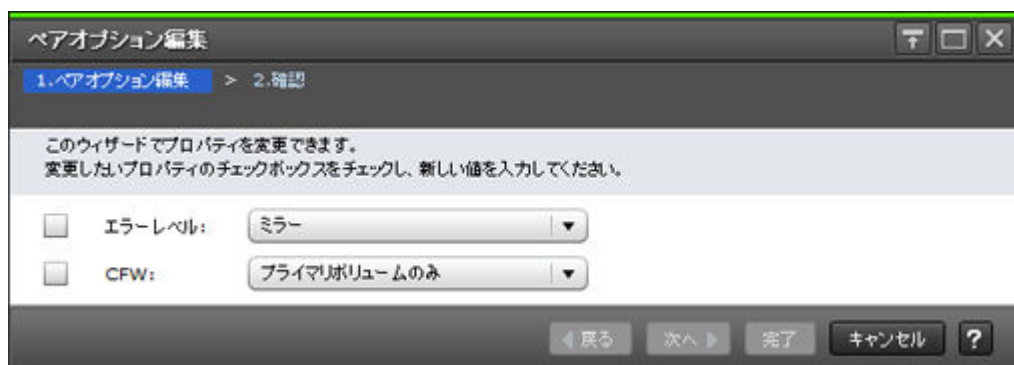 ペアオプション編集
1.ペアオプション編集 > 2.確認
このウィザードでプロパティを変更できます。
変更したいプロパティのチェックボックスをチェックし、新しい値を入力してください。
エラーレベル: ミラー
CFW: プライマリボリュームのみ
戻る 次へ 完了 キャンセル ?